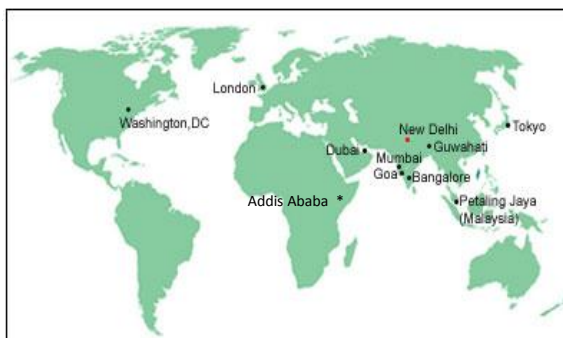 London
Washington,DC
New Delhi
Tokyo
Guwahati
Dubai
Mumbai
Goa
Bangalore
Addis Ababa *
Petaling Jaya
(Malaysia)